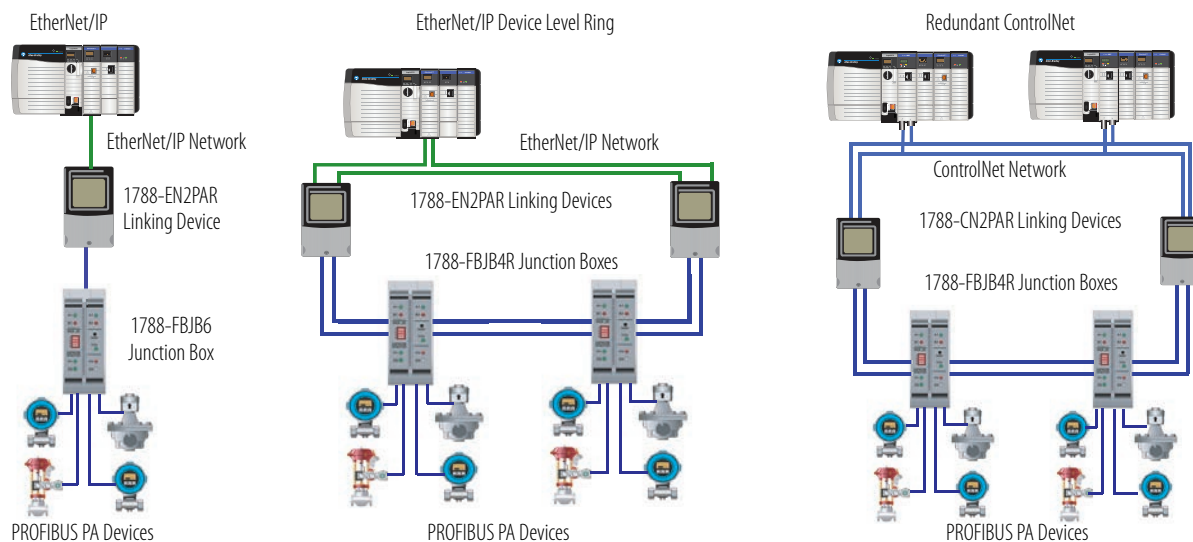 EtherNet/IP
EtherNet/IP Device Level Ring
Redundant ControlNet
EtherNet/IP Network
1788-EN2PAR
Linking Device
1788-FBJB6
Junction Box
PROFIBUS PA Devices
EtherNet/IP Network
1788-EN2PAR Linking Devices
1788-FBJB4R Junction Boxes
PROFIBUS PA Devices
ControlNet Network
1788-CN2PAR Linking Devices
1788-FBJB4R Junction Boxes
PROFIBUS PA Devices